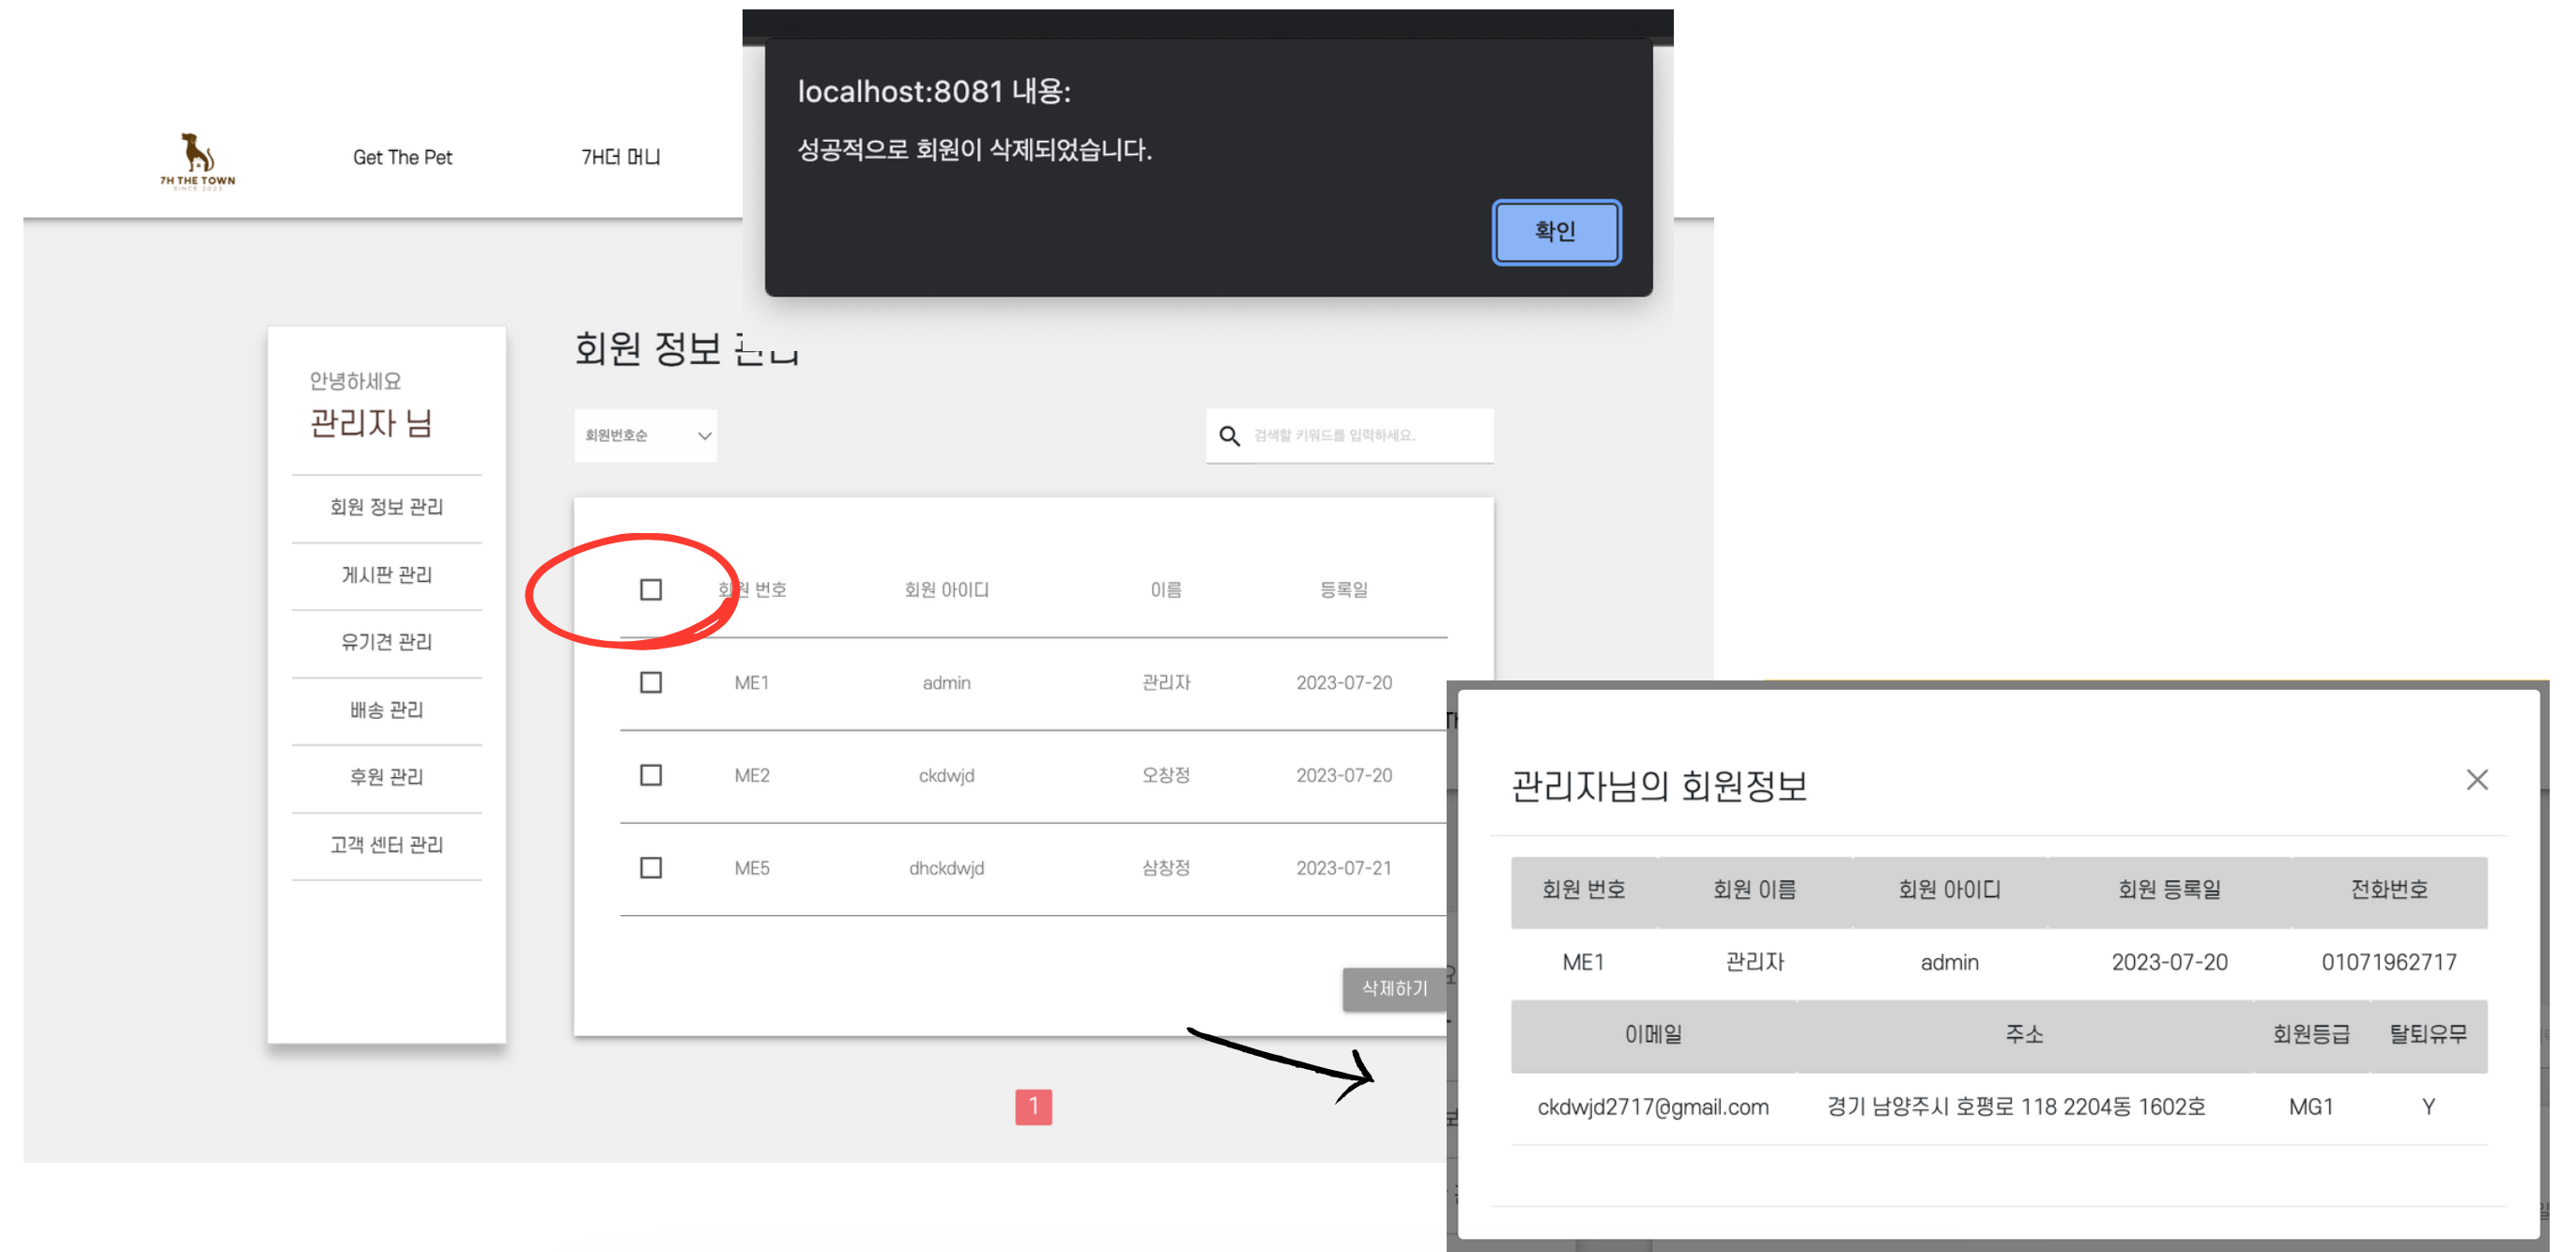 localhost:8081 내용:
성공적으로 회원이 삭제되었습니다.
확인
7H THE TOWN
SINCE 2023
Get The Pet
7H더 머니
안녕하세요
관리자 님
회원 정보 관리
게시판 관리
유기견 관리
배송 관리
후원 관리
고객 센터 관리
회원 정보 관리
회원번호순
검색할 키워드를 입력하세요.
회원 번호 회원 아이디 이름 등록일
ME1 admin 관리자 2023-07-20
ME2 ckdwjd 오창정 2023-07-20
ME5 dhckdwjd 삼창정 2023-07-21
삭제하기
1
관리자님의 회원정보
회원 번호 회원 이름 회원 아이디 회원 등록일 전화번호
ME1 관리자 admin 2023-07-20 01071962717
이메일 주소 회원등급 탈퇴유무
ckdwjd2717@gmail.com 경기 남양주시 호평로 118 2204동 1602호 MG1 Y